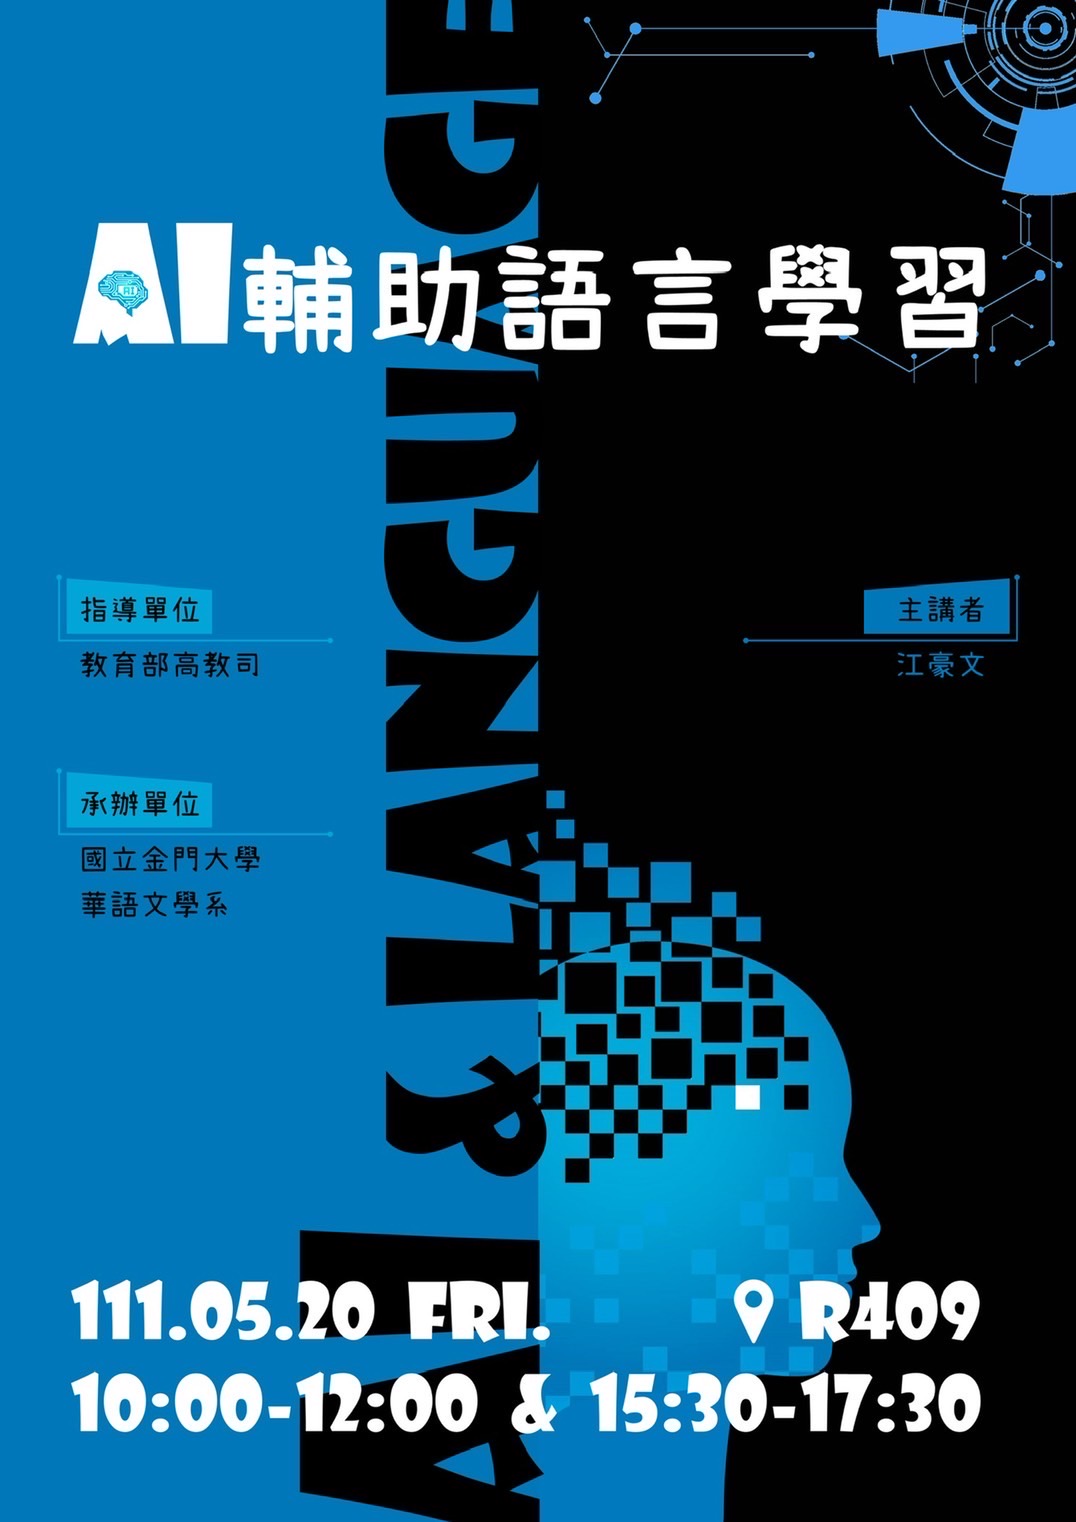 AI輔助語言學習
AI & LANGUAGE
指導單位
教育部高教司
承辦單位
國立金門大學
華語文學系
主講者
江豪文
111.05.20 FRI.
R409
10:00-12:00 & 15:30-17:30